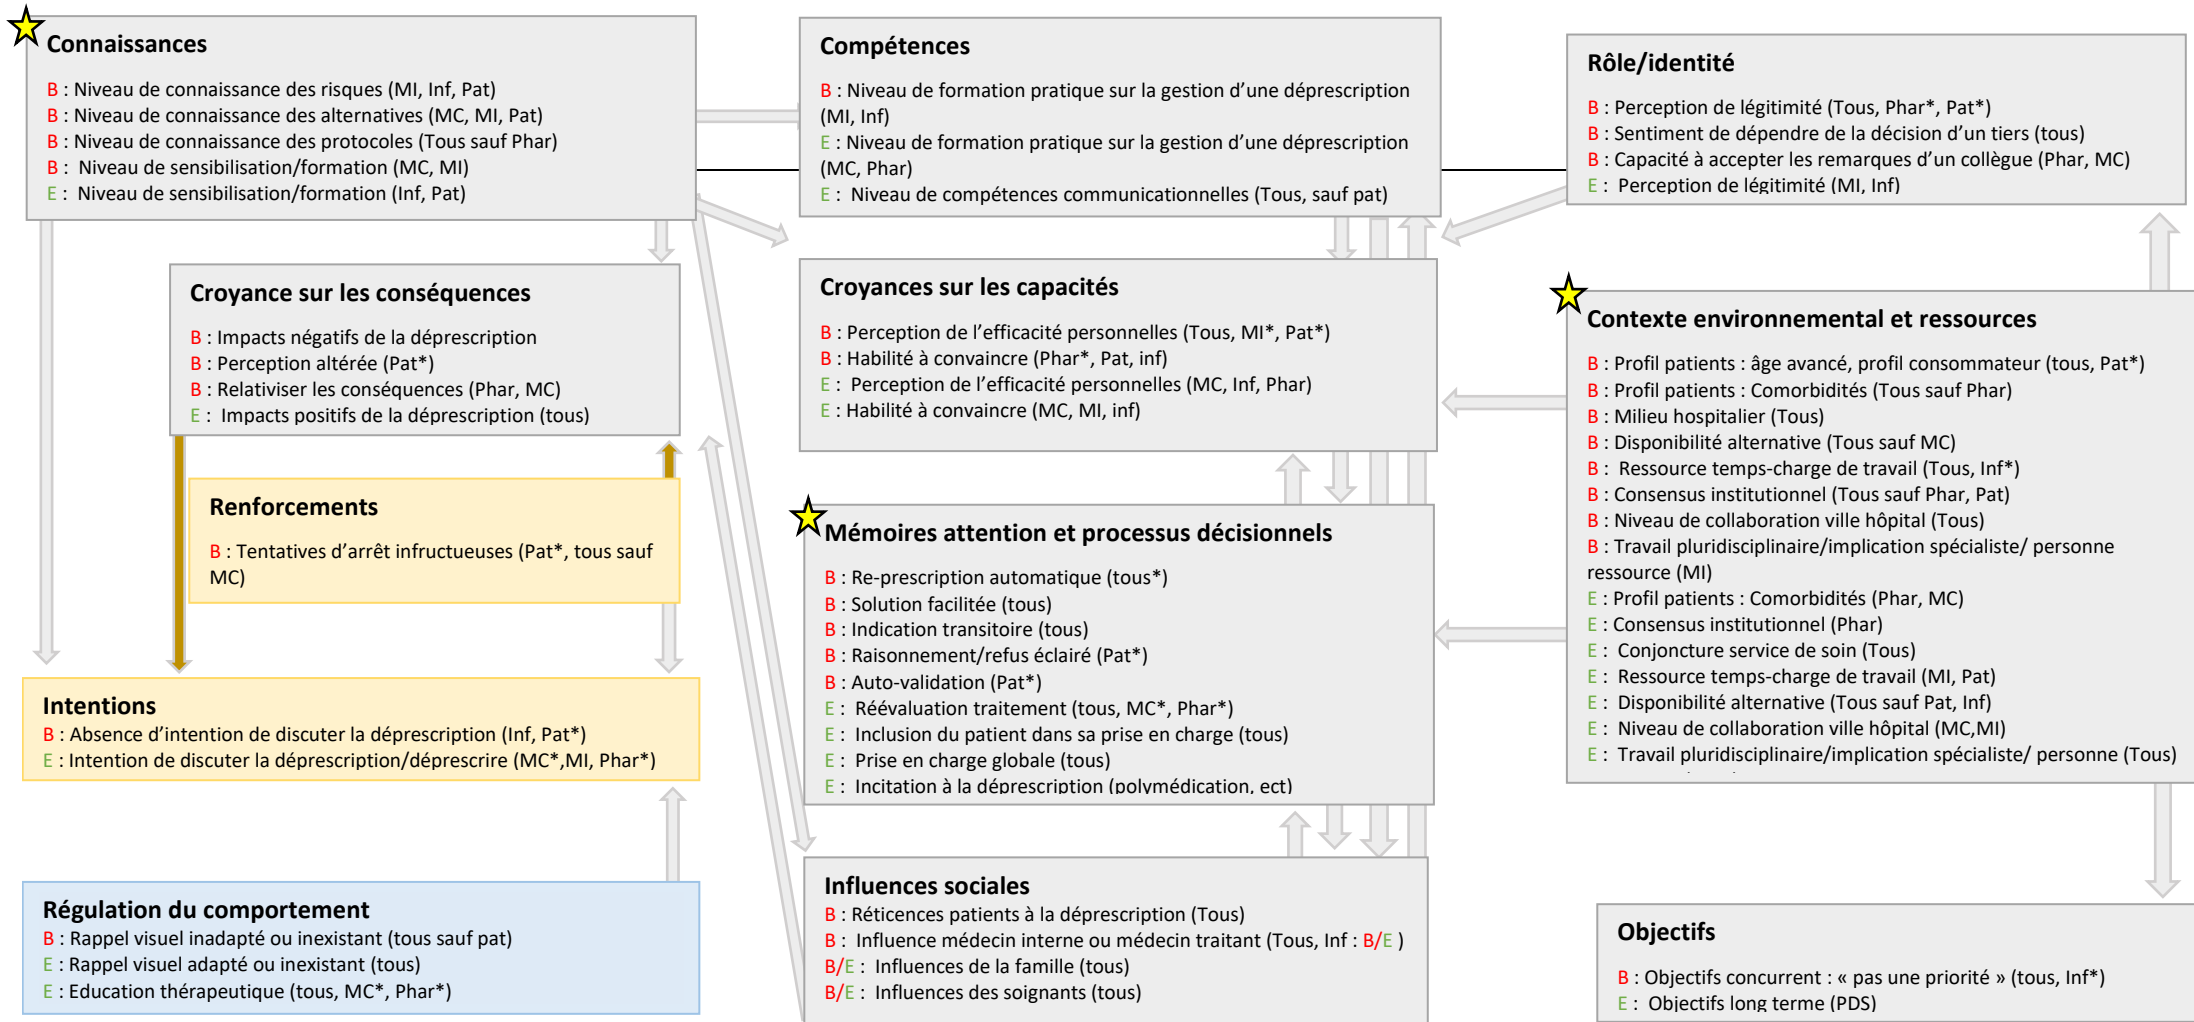 Connaissances
B : Niveau de connaissance des risques (MI, Inf, Pat)
B : Niveau de connaissance des alternatives (MC, MI, Pat)
B : Niveau de connaissance des protocoles (Tous sauf Phar)
B : Niveau de sensibilisation/formation (MC, MI)
E : Niveau de sensibilisation/formation (Inf, Pat)
Compétences
B : Niveau de formation pratique sur la gestion d'une déprescription
(MI, Inf)
E : Niveau de formation pratique sur la gestion d'une déprescription
(MC, Phar)
E : Niveau de compétences communicationnelles (Tous, sauf pat)
Rôle/identité
B : Perception de légitimité (Tous, Phar*, Pat*)
B : Sentiment de dépendre de la décision d'un tiers (tous)
B : Capacité à accepter les remarques d'un collègue (Phar, MC)
E : Perception de légitimité (MI, Inf)
Croyance sur les conséquences
B : Impacts négatifs de la déprescription
B : Perception altérée (Pat*)
B : Relativiser les conséquences (Phar, MC)
E : Impacts positifs de la déprescription (tous)
Croyances sur les capacités
B : Perception de l'efficacité personnelles (Tous, MI*, Pat*)
B : Habilité à convaincre (Phar*, Pat, inf)
E : Perception de l'efficacité personnelles (MC, Inf, Phar)
E : Habilité à convaincre (MC, MI, inf)
Contexte environnemental et ressources
B : Profil patients : âge avancé, profil consommateur (tous, Pat*)
B : Profil patients : Comorbidités (Tous sauf Phar)
B : Milieu hospitalier (Tous)
B : Disponibilité alternative (Tous sauf MC)
B : Ressource temps-charge de travail (Tous, Inf*)
B : Consensus institutionnel (Tous sauf Phar, Pat)
B : Niveau de collaboration ville hôpital (Tous)
B : Travail pluridisciplinaire/implication spécialiste/ personne
ressource (MI)
E : Profil patients : Comorbidités (Phar, MC)
E : Consensus institutionnel (Phar)
E : Conjoncture service de soin (Tous)
E : Ressource temps-charge de travail (MI, Pat)
E : Disponibilité alternative (Tous sauf Pat, Inf)
E : Niveau de collaboration ville hôpital (MC,MI)
E : Travail pluridisciplinaire/implication spécialiste/ personne (Tous)
Renforcements
B : Tentatives d'arrêt infructueuses (Pat*, tous sauf
MC)
Mémoires attention et processus décisionnels
B : Re-prescription automatique (tous*)
B : Solution facilitée (tous)
B : Indication transitoire (tous)
B : Raisonnement/refus éclairé (Pat*)
B : Auto-validation (Pat*)
E : Réévaluation traitement (tous, MC*, Phar*)
E : Inclusion du patient dans sa prise en charge (tous)
E : Prise en charge globale (tous)
E : Incitation à la déprescription (polymédication, ect)
Intentions
B : Absence d'intention de discuter la déprescription (Inf, Pat*)
E : Intention de discuter la déprescription/déprescrire (MC*,MI, Phar*)
Régulation du comportement
B : Rappel visuel inadapté ou inexistant (tous sauf pat)
E : Rappel visuel adapté ou inexistant (tous)
E : Education thérapeutique (tous, MC*, Phar*)
Influences sociales
B : Réticences patients à la déprescription (Tous)
B : Influence médecin interne ou médecin traitant (Tous, Inf : B/E )
B/E : Influences de la famille (tous)
B/E : Influences des soignants (tous)
Objectifs
B : Objectifs concurrent : « pas une priorité » (tous, Inf*)
E : Objectifs long terme (PDS)